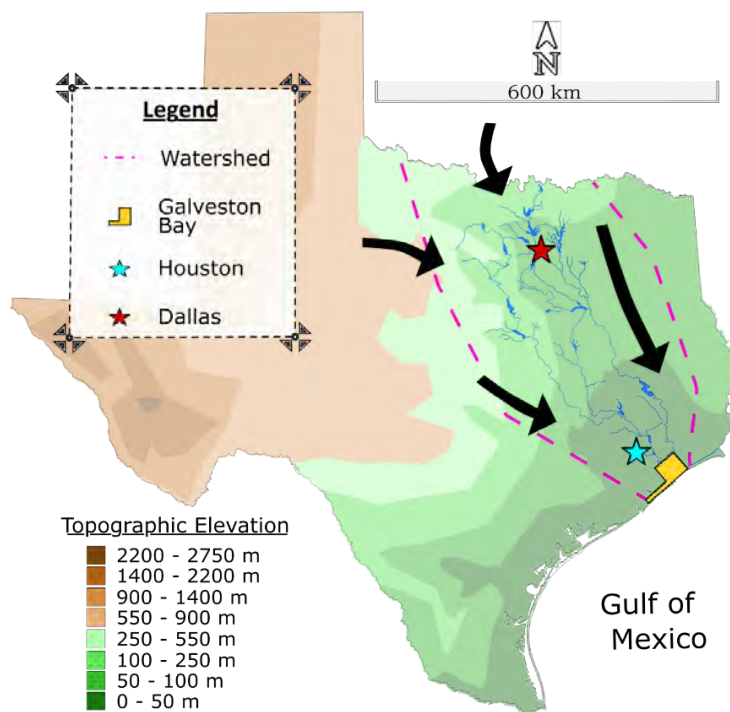 N
600 km
Legend
Watershed
Galveston
Bay
Houston
Dallas
Topographic Elevation
2200 - 2750 m
1400 - 2200 m
900 - 1400 m
550 - 900 m
250 - 550 m
100 - 250 m
50 - 100 m
0 - 50 m
Gulf of
Mexico